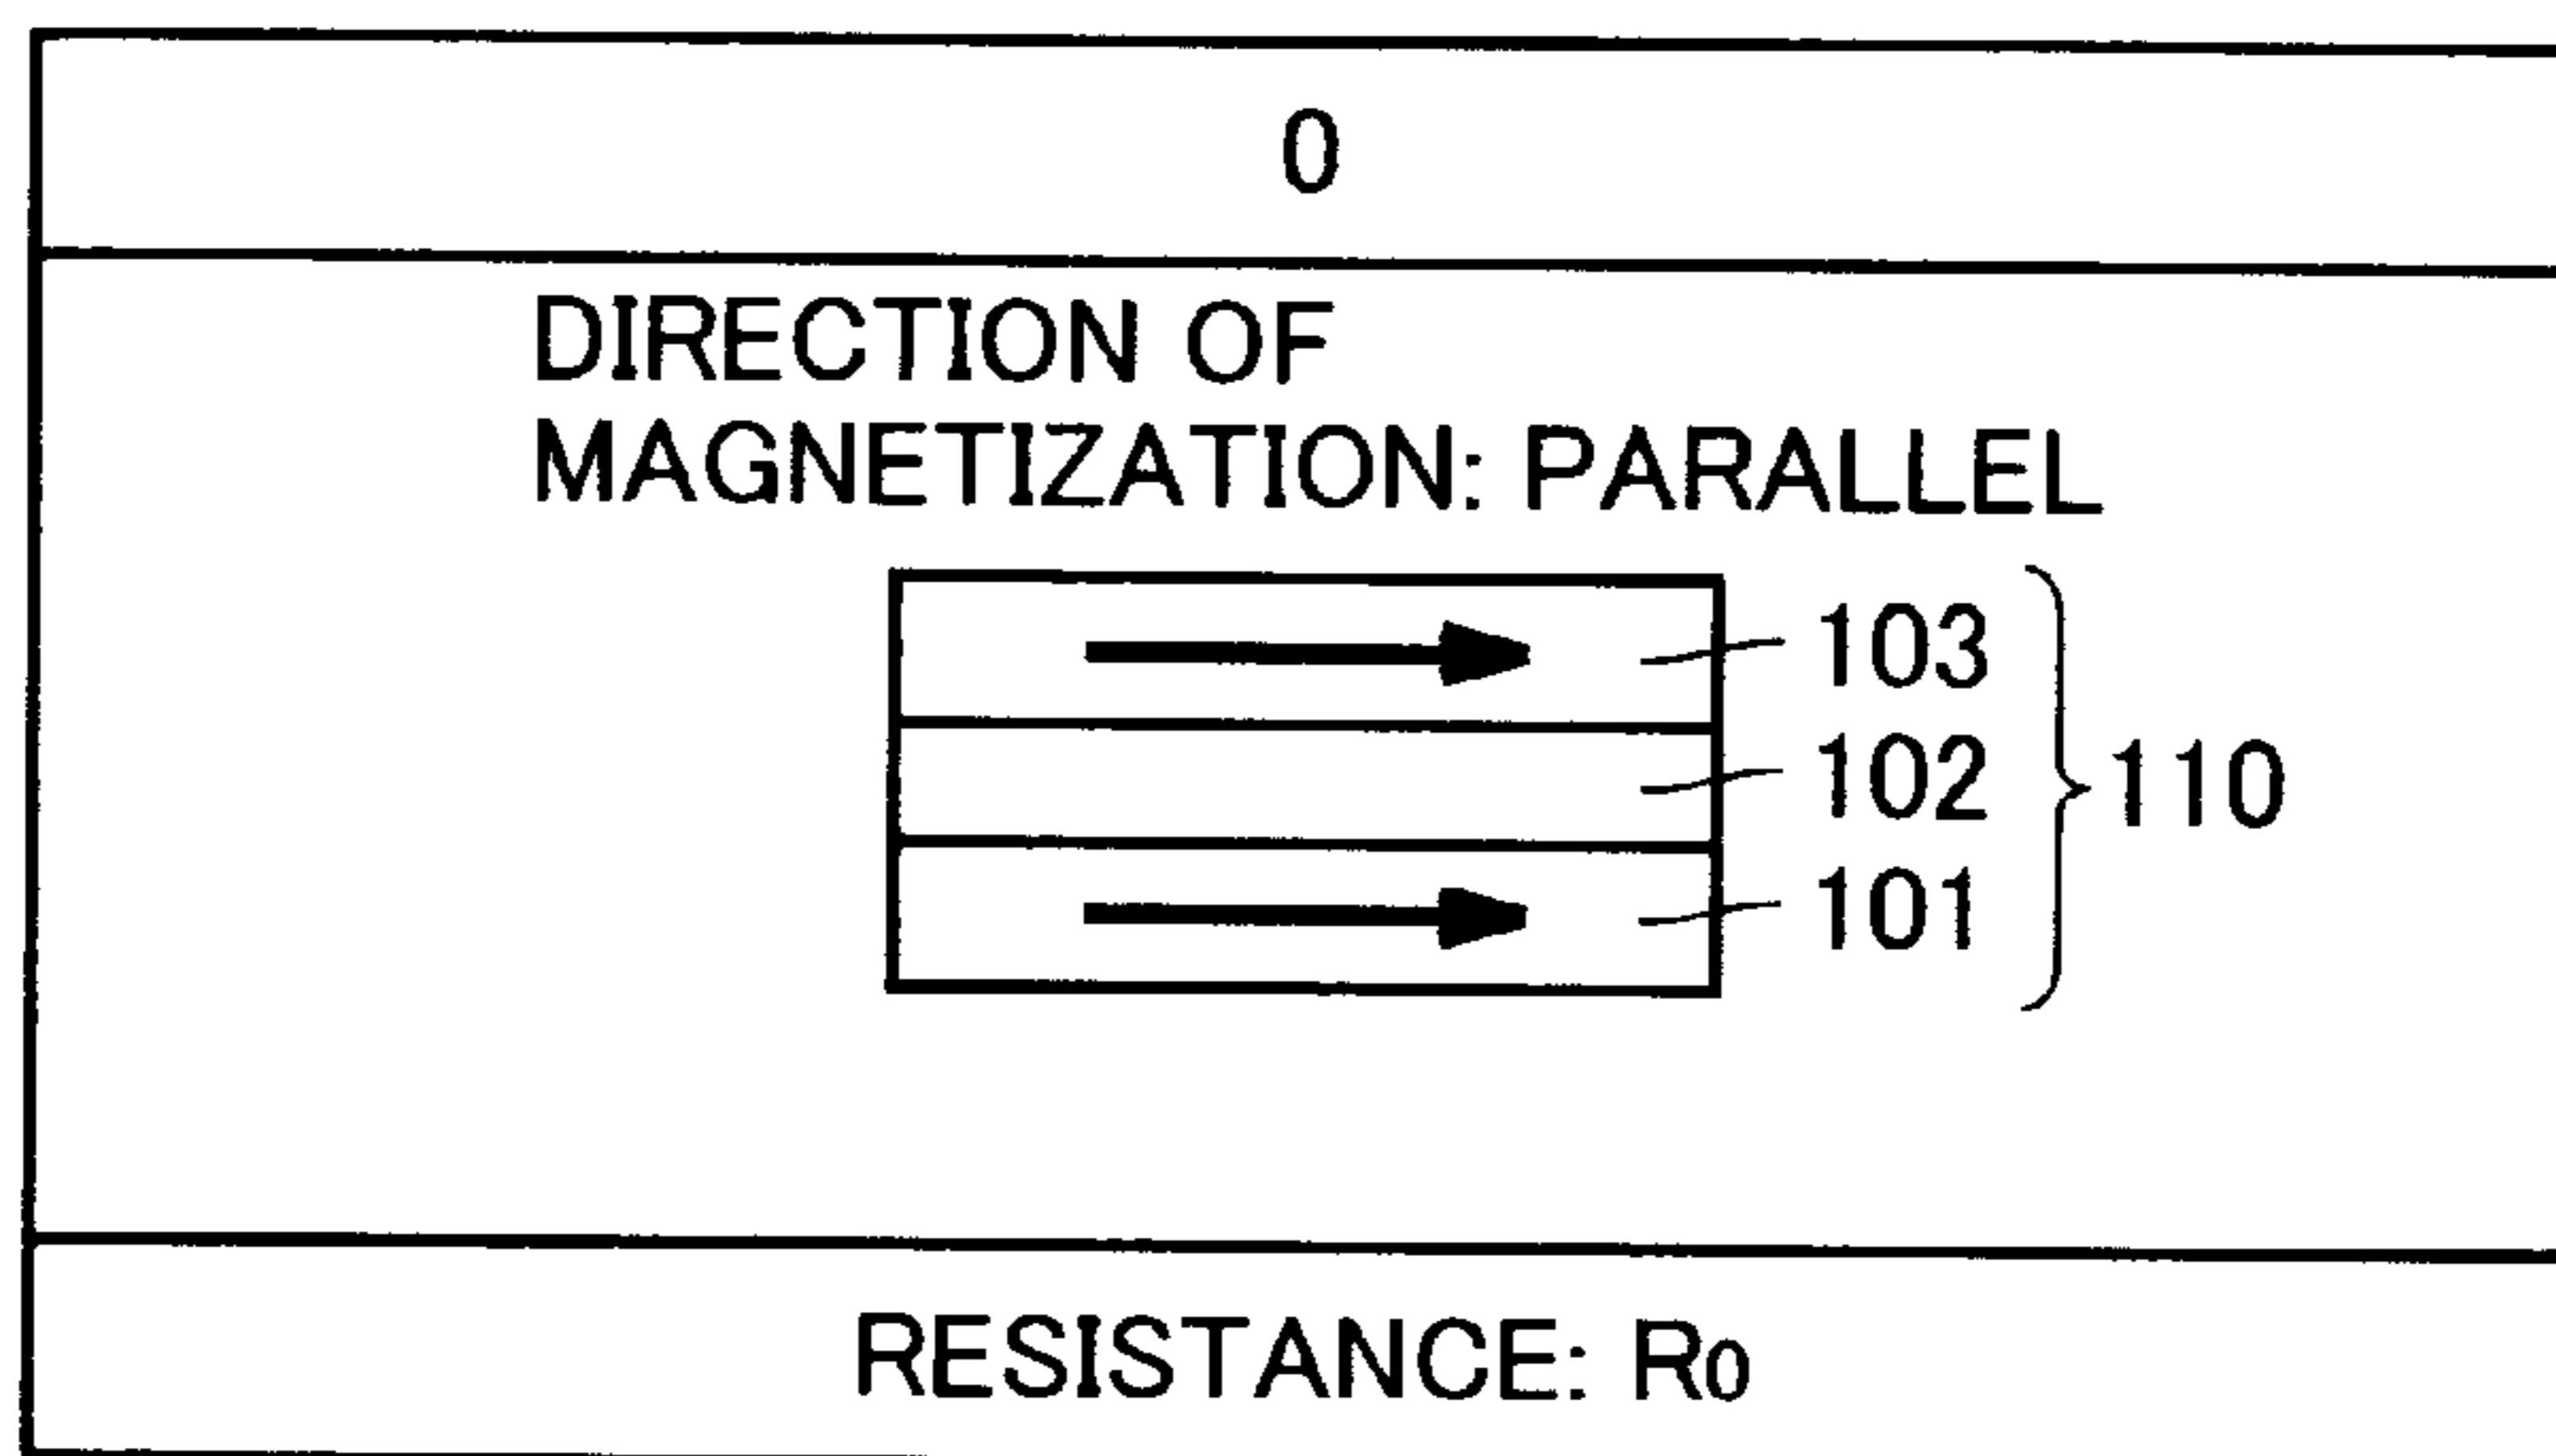 0
DIRECTION OF
MAGNETIZATION: PARALLEL
103
102
110
101
RESISTANCE: R0